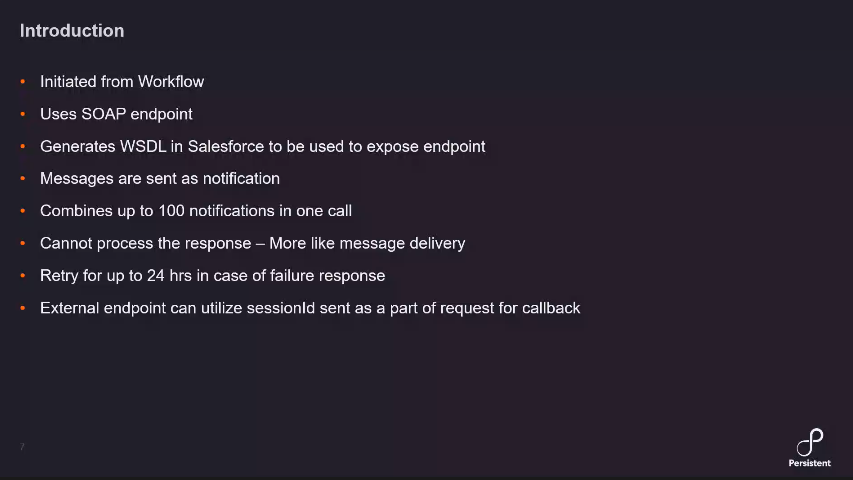 Introduction
• Initiated from Workflow
• Uses SOAP endpoint
• Generates WSDL in Salesforce to be used to expose endpoint
• Messages are sent as notification
• Combines up to 100 notifications in one call
• Cannot process the response – More like message delivery
• Retry for up to 24 hrs in case of failure response
• External endpoint can utilize sessionId sent as a part of request for callback
7
Persistent